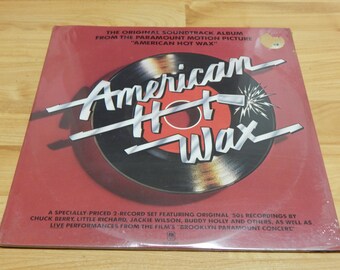 THE ORIGINAL SOUNDTRACK ALBUM
FROM THE PARAMOUNT MOTION PICTURE
"AMERICAN HOT WAX"
American
Hot
Wax
A SPECIALLY-PRICED 2-RECORD SET FEATURING ORIGINAL '50s RECORDINGS BY
CHUCK BERRY, LITTLE RICHARD, JACKIE WILSON, BUDDY HOLLY AND OTHERS, AS WELL AS
LIVE PERFORMANCES FROM THE FILM'S "BROOKLYN PARAMOUNT CONCERT."